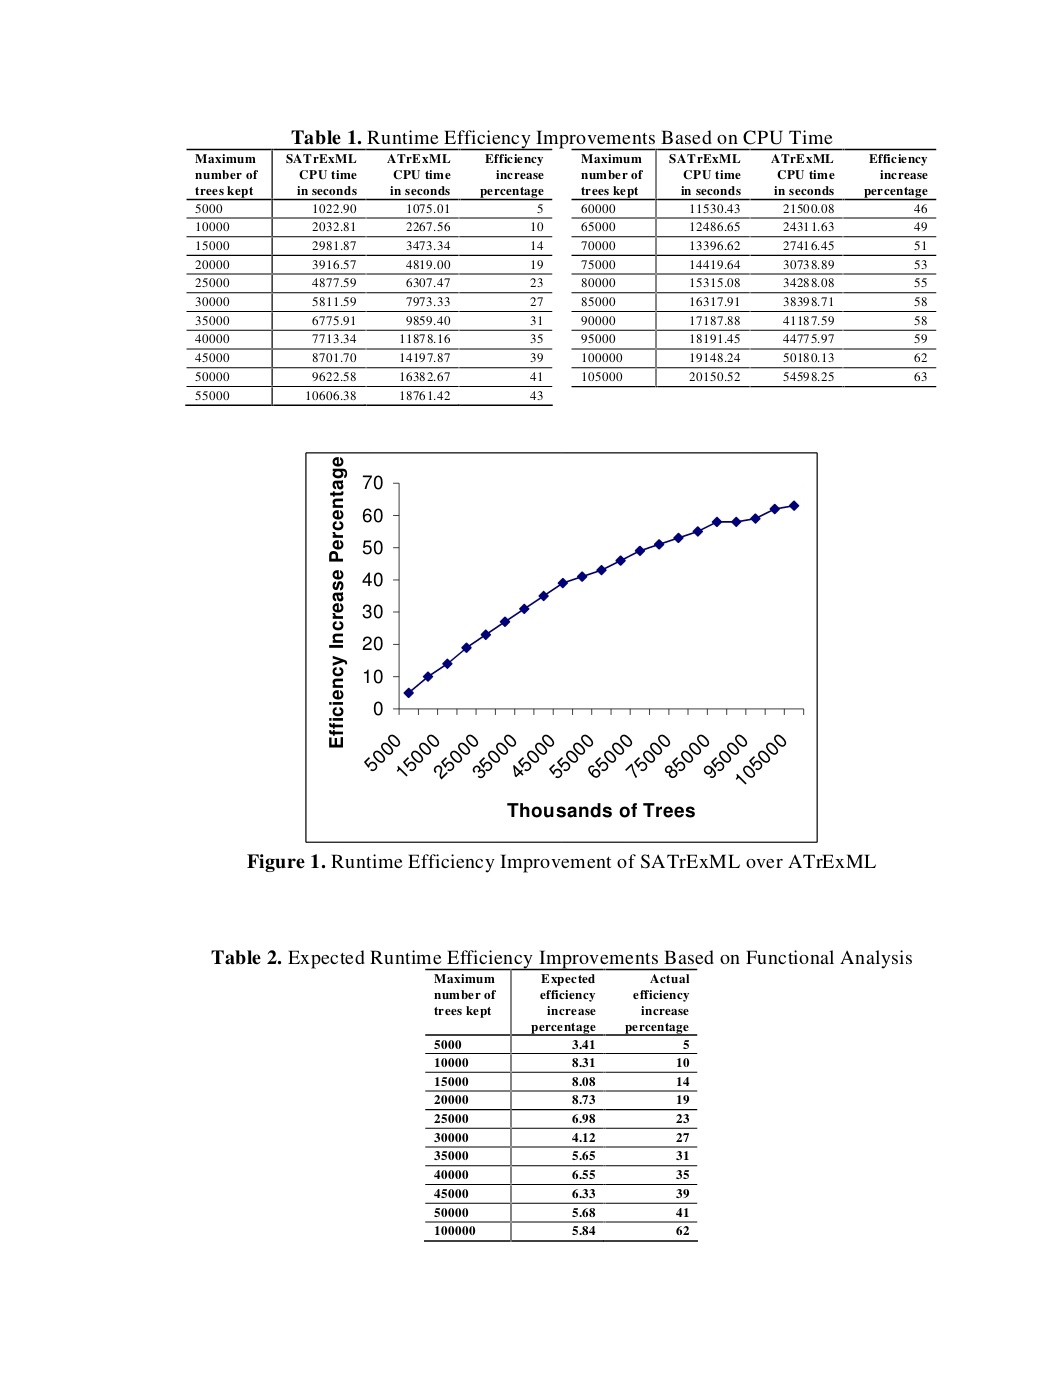 Table 1. Runtime Efficiency Improvements Based on CPU Time
Maximum number of trees kept SATrExML CPU time in seconds ATrExML CPU time in seconds Efficiency increase percentage
5000 1022.90 1075.01 5
10000 2032.81 2267.56 10
15000 2981.87 3473.34 14
20000 3916.57 4819.00 19
25000 4877.59 6307.47 23
30000 5811.59 7973.33 27
35000 6775.91 9859.40 31
40000 7713.34 11878.16 35
45000 8701.70 14197.87 39
50000 9622.58 16382.67 41
55000 10606.38 18761.42 43
Maximum number of trees kept SATrExML CPU time in seconds ATrExML CPU time in seconds Efficiency increase percentage
60000 11530.43 21500.08 46
65000 12486.65 24311.63 49
70000 13396.62 27416.45 51
75000 14419.64 30738.89 53
80000 15315.08 34288.08 55
85000 16317.91 38398.71 58
90000 17187.88 41187.59 58
95000 18191.45 44775.97 59
100000 19148.24 50180.13 62
105000 20150.52 54598.25 63
Efficiency Increase Percentage
70
60
50
40
30
20
10
0
5000 15000 25000 35000 45000 55000 65000 75000 85000 95000 105000
Thousands of Trees
Figure 1. Runtime Efficiency Improvement of SATrExML over ATrExML
Table 2. Expected Runtime Efficiency Improvements Based on Functional Analysis
Maximum number of trees kept Expected efficiency increase percentage Actual efficiency increase percentage
5000 3.41 5
10000 8.31 10
15000 8.08 14
20000 8.73 19
25000 6.98 23
30000 4.12 27
35000 5.65 31
40000 6.55 35
45000 6.33 39
50000 5.68 41
100000 5.84 62